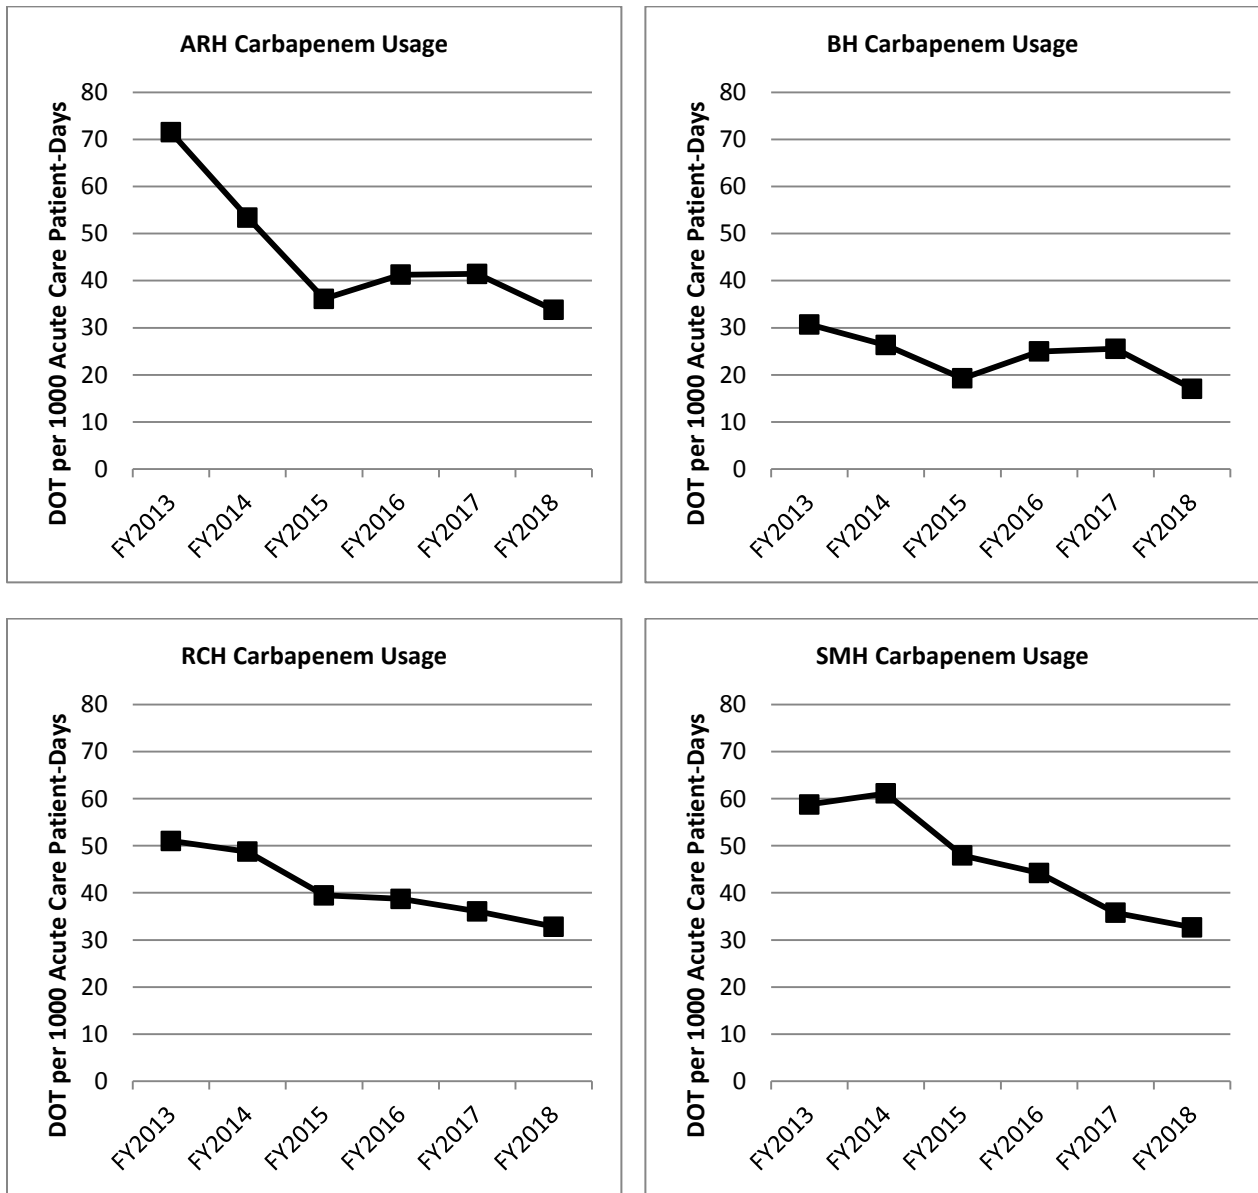 ARH Carbapenem Usage
DOT per 1000 Acute Care Patient-Days
80
70
60
50
40
30
20
10
0
FY2013
FY2014
FY2015
FY2016
FY2017
FY2018
BH Carbapenem Usage
DOT per 1000 Acute Care Patient-Days
80
70
60
50
40
30
20
10
0
FY2013
FY2014
FY2015
FY2016
FY2017
FY2018
RCH Carbapenem Usage
DOT per 1000 Acute Care Patient-Days
80
70
60
50
40
30
20
10
0
FY2013
FY2014
FY2015
FY2016
FY2017
FY2018
SMH Carbapenem Usage
DOT per 1000 Acute Care Patient-Days
80
70
60
50
40
30
20
10
0
FY2013
FY2014
FY2015
FY2016
FY2017
FY2018